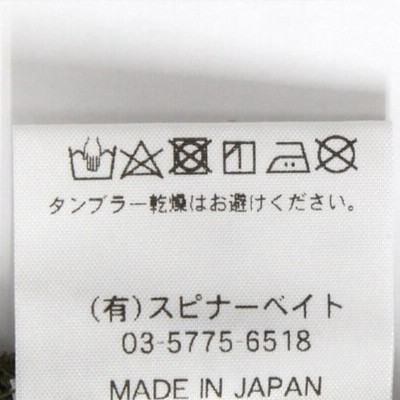 タンブラー乾燥はお避けください。
(有)スピナーベイト
03-5775-6518
MADE IN JAPAN